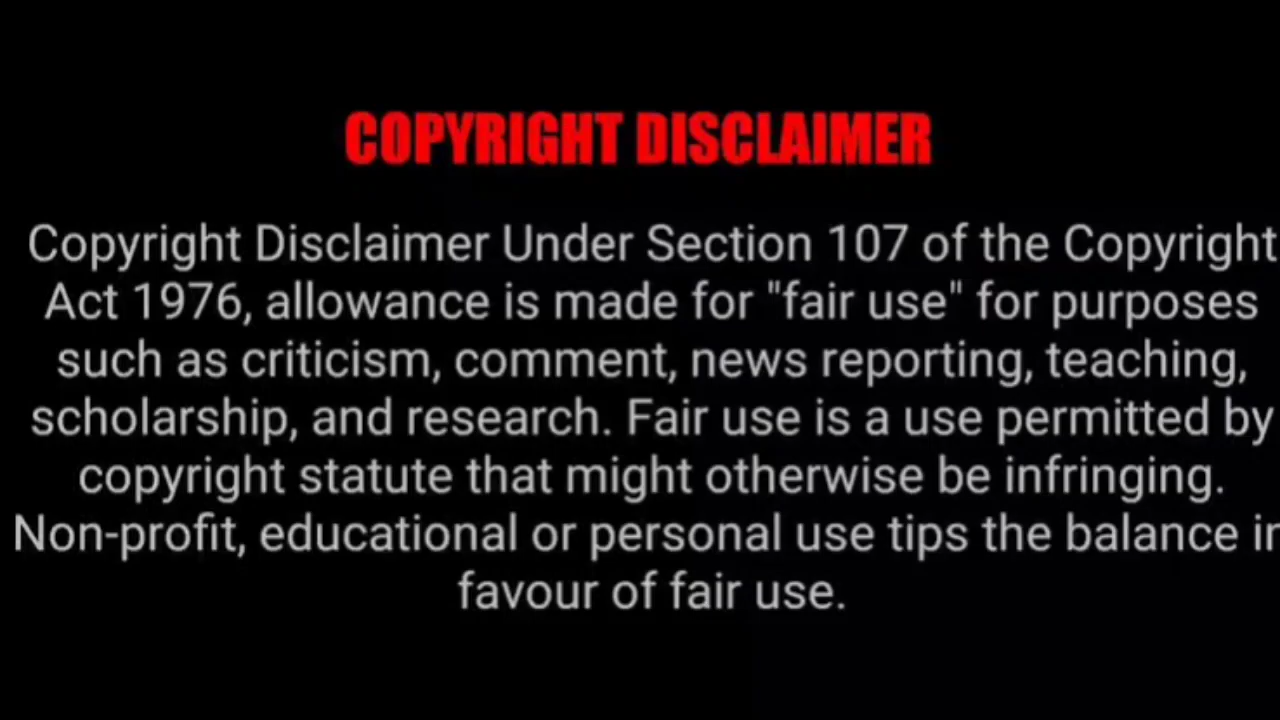 COPYRIGHT DISCLAIMER
Copyright Disclaimer Under Section 107 of the Copyright
Act 1976, allowance is made for "fair use" for purposes
such as criticism, comment, news reporting, teaching,
scholarship, and research. Fair use is a use permitted by
copyright statute that might otherwise be infringing.
Non-profit, educational or personal use tips the balance in
favour of fair use.